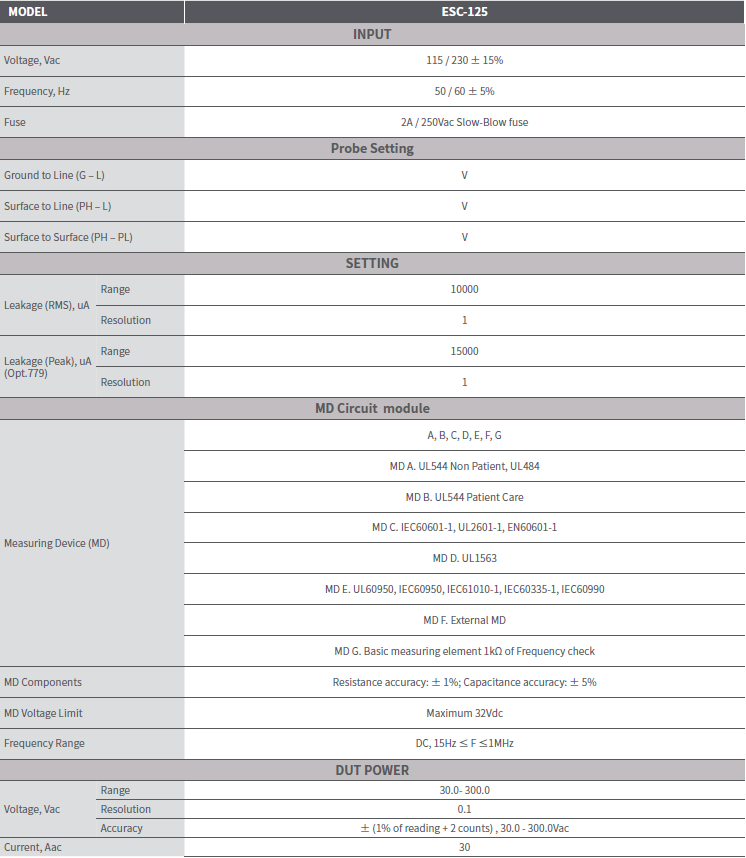 MODEL ESC-125
INPUT
Voltage, Vac 115 / 230 ± 15%
Frequency, Hz 50 / 60 ± 5%
Fuse 2A / 250Vac Slow-Blow fuse
Probe Setting
Ground to Line (G – L) V
Surface to Line (PH – L) V
Surface to Surface (PH – PL) V
SETTING
Leakage (RMS), uA Range 10000
Resolution 1
Leakage (Peak), uA
(Opt.779)
Range 15000
Resolution 1
MD Circuit module
Measuring Device (MD)
A, B, C, D, E, F, G
MD A. UL544 Non Patient, UL484
MD B. UL544 Patient Care
MD C. IEC60601-1, UL2601-1, EN60601-1
MD D. UL1563
MD E. UL60950, IEC60950, IEC61010-1, IEC60335-1, IEC60990
MD F. External MD
MD G. Basic measuring element 1kΩ of Frequency check
MD Components Resistance accuracy: ± 1%; Capacitance accuracy: ± 5%
MD Voltage Limit Maximum 32Vdc
Frequency Range DC, 15Hz ≤ F ≤1MHz
DUT POWER
Voltage, Vac
Range 30.0- 300.0
Resolution 0.1
Accuracy ± (1% of reading + 2 counts) , 30.0 - 300.0Vac
Current, Aac 30